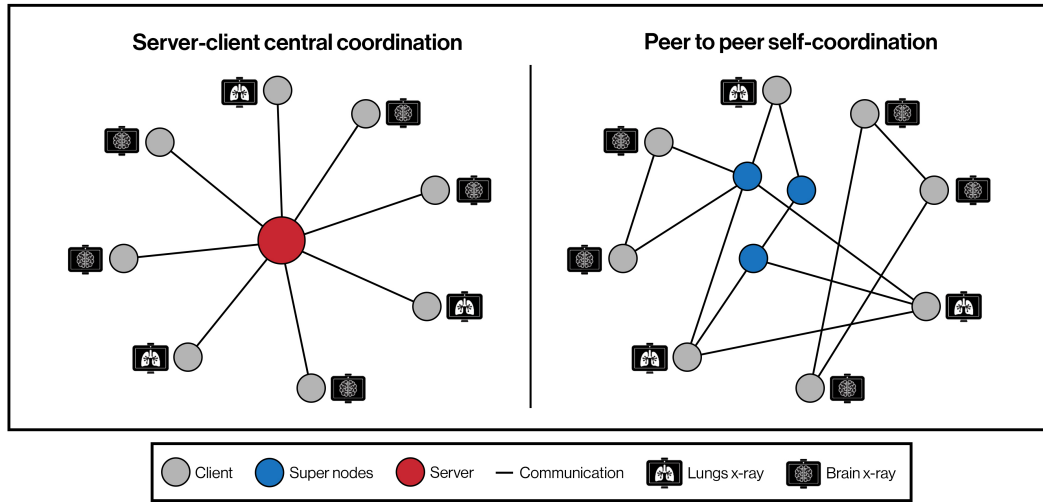 Server-client central coordination
Peer to peer self-coordination
Client
Super nodes
Server
Communication
Lungs x-ray
Brain x-ray